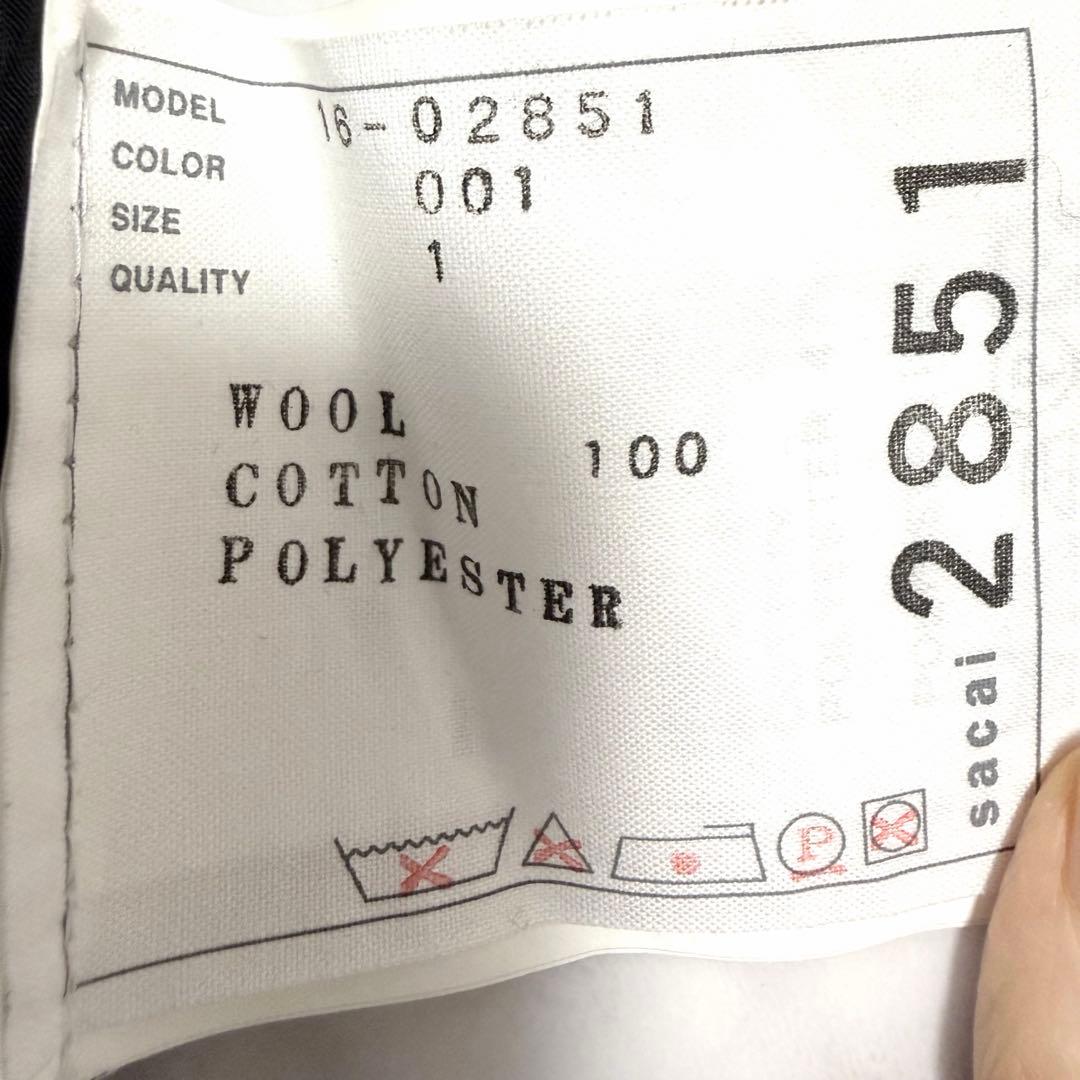 MODEL 16-02851
COLOR 001
SIZE 1
QUALITY
WOOL
COTTON 100
POLYESTER
P
sacai 2851